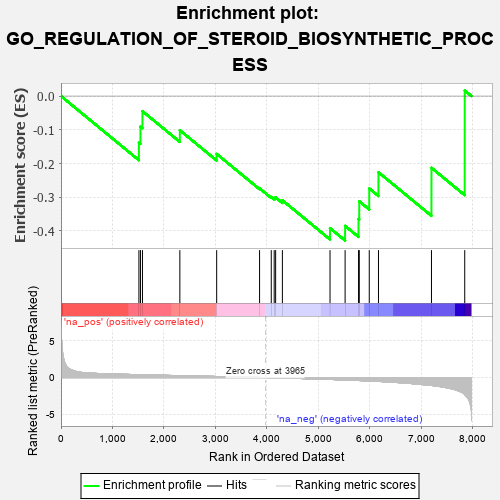 Enrichment plot:
GO_REGULATION_OF_STEROID_BIOSYNTHETIC_PROC
ESS
Enrichment score (ES)
0.0
-0.1
-0.2
-0.3
-0.4
'na_pos' (positively correlated)
Ranked list metric (PreRanked)
5
0
-5
Zero cross at 3965
'na_neg' (negatively correlated)
0
1,000
2,000
3,000
4,000
5,000
6,000
7,000
8,000
Rank in Ordered Dataset
Enrichment profile
Hits
Ranking metric scores